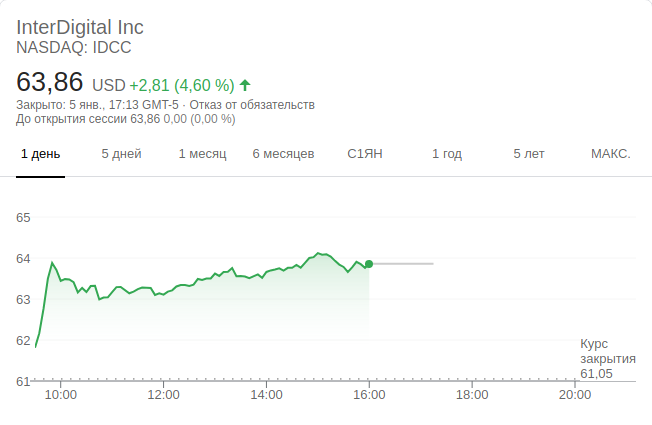 InterDigital Inc
NASDAQ: IDCC
63,86 USD +2,81 (4,60 %)
Закрыто: 5 янв., 17:13 GMT-5 · Отказ от обязательств
До открытия сессии 63,86 0,00 (0,00 %)
1 день 5 дней 1 месяц 6 месяцев С1ЯН 1 год 5 лет МАКС.
65
64
63
62
61
Курс
закрытия
61,05
10:00 12:00 14:00 16:00 18:00 20:00